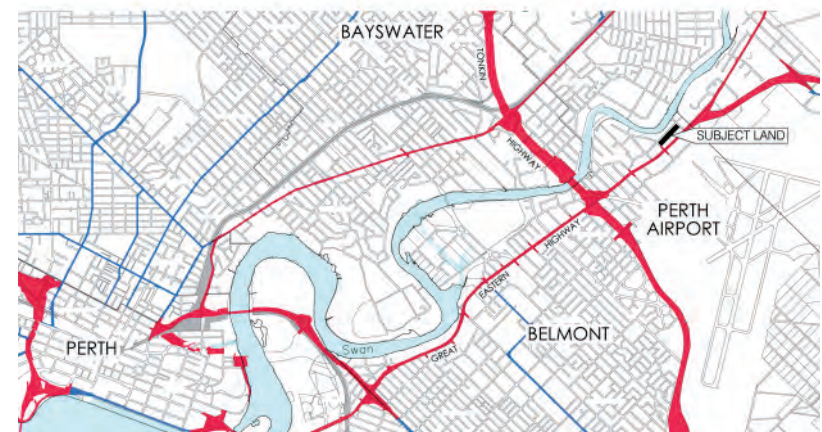 BAYSWATER
TONKIN
HIGHWAY
SUBJECT LAND
PERTH
AIRPORT
HIGHWAY
EASTERN
GREAT
BELMONT
Swan
PERTH